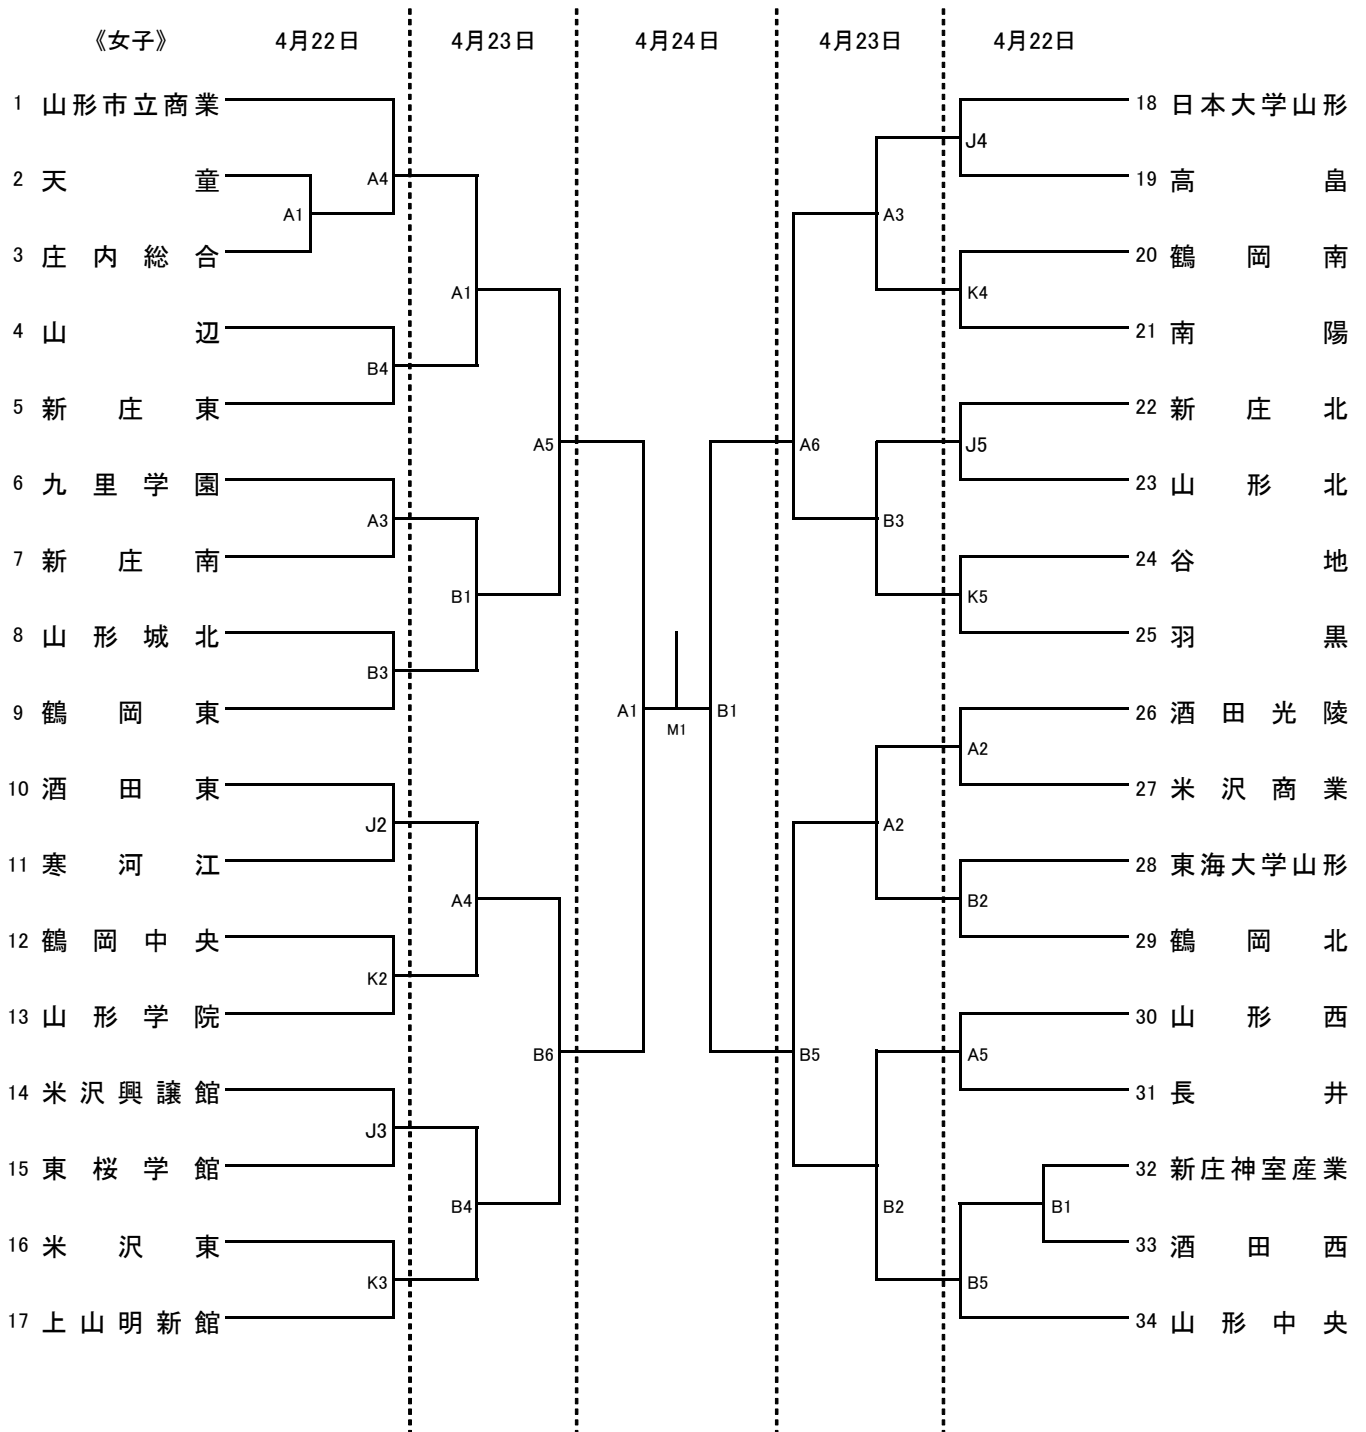 《女子》 4月22日 4月23日 4月24日 4月23日 4月22日
1 山形市立商業
2 天童
3 庄内総合
4 山辺
5 新庄東
6 九里学園
7 新庄南
8 山形城北
9 鶴岡東
10 酒田東
11 寒河江
12 鶴岡中央
13 山形学院
14 米沢興譲館
15 東桜学館
16 米沢東
17 上山明新館
A1
A4
B4
A3
B3
J2
K2
J3
K3
A1
B1
A4
B4
A5
B6
A1
M1
B1
A6
B5
A3
B3
A2
B2
J4
K4
J5
K5
A2
B2
A5
B1
B5
18 日本大学山形
19 高畠
20 鶴岡南
21 南陽
22 新庄北
23 山形北
24 谷地
25 羽黒
26 酒田光陵
27 米沢商業
28 東海大学山形
29 鶴岡北
30 山形西
31 長井
32 新庄神室産業
33 酒田西
34 山形中央